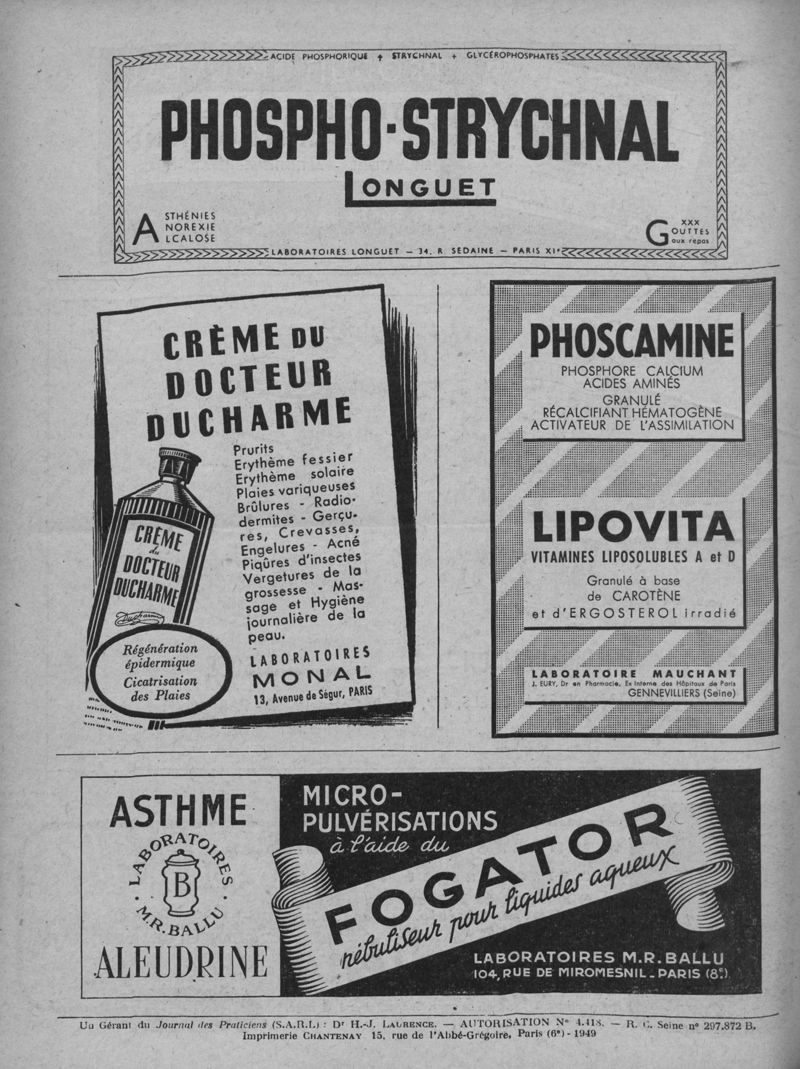 ACIDE PHOSPHORIQUE + STRYCHNAL + GLYCÉROPHOSPHATES
PHOSPHO-STRYCHNAL
LONGUET
ASTHÉNIES
NOREXIE
LCALOSE
XXX
GOUTTES
aux repas
LABORATOIRES LONGUET — 34, R. SEDAINE — PARIS XIe
CRÈME DU
DOCTEUR
DUCHARME
Prurits
Erythème fessier
Erythème solaire
Plaies variqueuses
Brûlures - Radio-
dermites - Gerçu-
res, Crevasses,
Engelures - Acné
Piqûres d'insectes
Vergetures de la
grossesse - Mas-
sage et Hygiène
journalière de la
peau.
CRÈME
du
DOCTEUR
DUCHARME
Ducharme
Régénération
épidermique
Cicatrisation
des Plaies
LABORATOIRES
MONAL
13, Avenue de Ségur, PARIS
PHOSCAMINE
PHOSPHORE CALCIUM
ACIDES AMINÉS
GRANULÉ
RÉCALCIFIANT HÉMATOGÈNE
ACTIVATEUR DE L'ASSIMILATION
LIPOVITA
VITAMINES LIPOSOLUBLES A et D
Granulé à base
de CAROTÈNE
et d'ERGOSTEROL irradié
LABORATOIRE MAUCHANT
J. EURY, Dr en Pharmacie, Ex Interne des Hôpitaux de Paris
GENNEVILLIERS (Seine)
ASTHME
LABORATOIRES
B
M.R. BALLU
ALEUDRINE
MICRO-
PULVÉRISATIONS
à l'aide du
FOGATOR
nébuliseur pour liquides aqueux
LABORATOIRES M.R. BALLU
104, RUE DE MIROMESNIL - PARIS (8e)
Un Gérant du Journal des Praticiens (S.A.R.L) : Dr H.-J. LAURENCE. — AUTORISATION No 4.418. — R. C. Seine no 297.872 B.
Imprimerie CHANTENAY 15, rue de l'Abbé-Grégoire, Paris (6e) - 1949